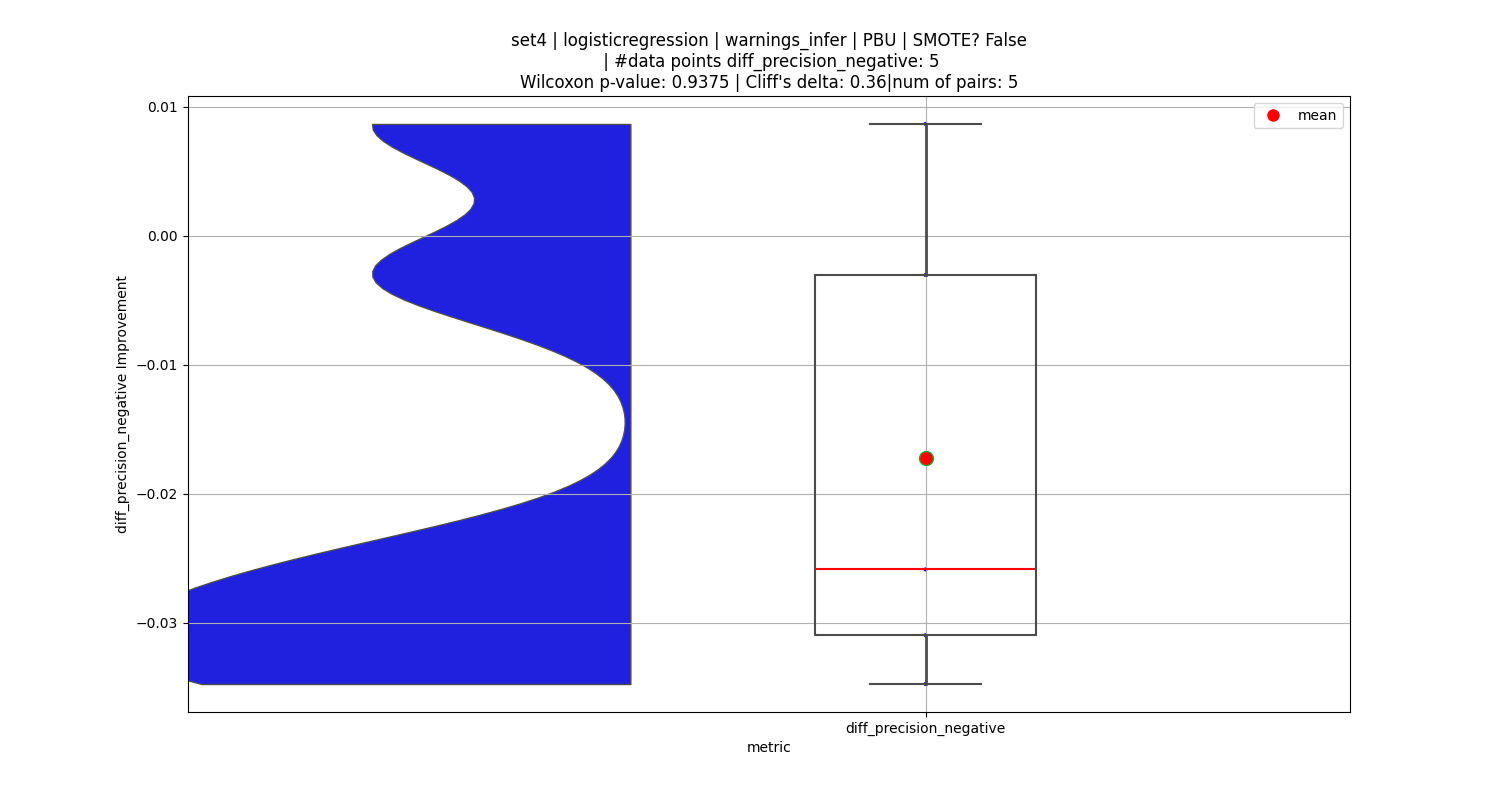 set4 | logisticregression | warnings_infer | PBU | SMOTE? False
| #data points diff_precision_negative: 5
Wilcoxon p-value: 0.9375 | Cliff's delta: 0.36|num of pairs: 5
mean
0.01
0.00
−0.01
−0.02
−0.03
diff_precision_negative Improvement
diff_precision_negative
metric